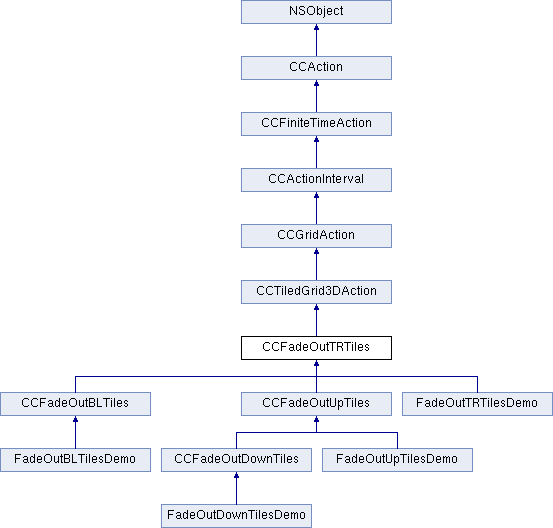 NSObject
CCAction
CCFiniteTimeAction
CCActionInterval
CCGridAction
CCTiledGrid3DAction
CCFadeOutTRTiles
CCFadeOutBLTiles
CCFadeOutUpTiles
FadeOutTRTilesDemo
FadeOutBLTilesDemo
CCFadeOutDownTiles
FadeOutUpTilesDemo
FadeOutDownTilesDemo